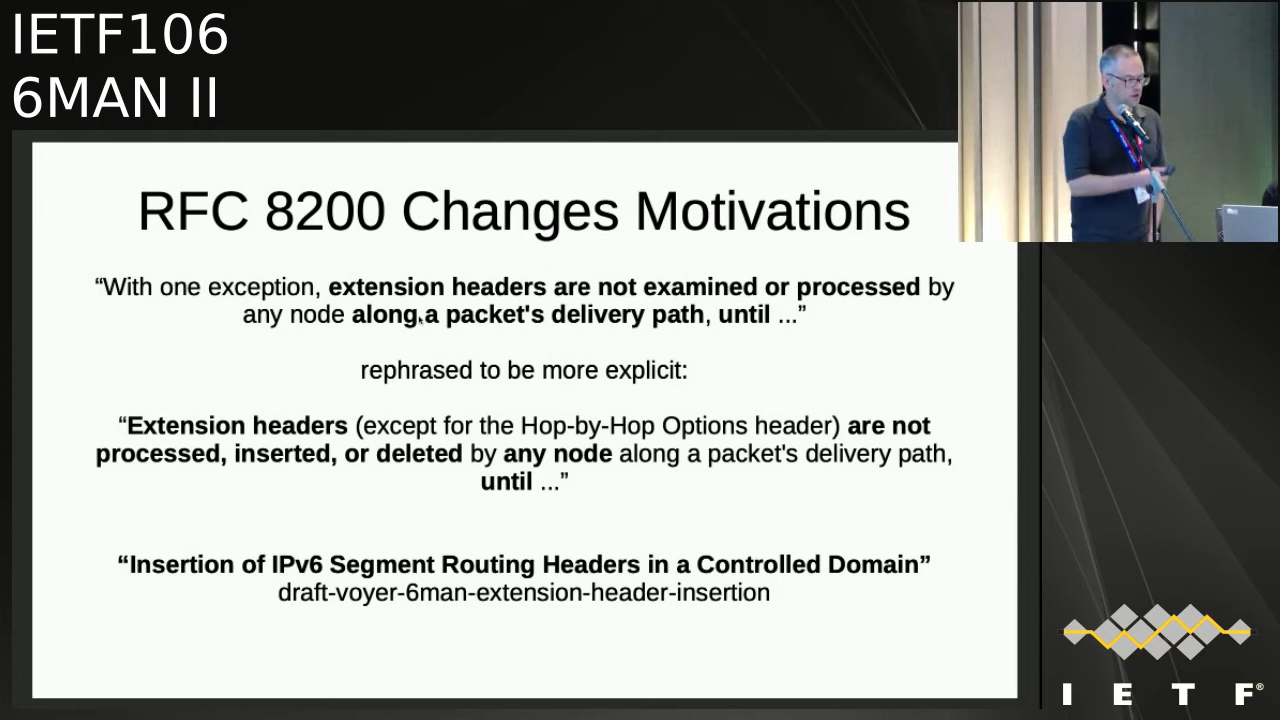 IETF106
6MAN II
RFC 8200 Changes Motivations
“With one exception, extension headers are not examined or processed by
any node along a packet's delivery path, until ...”
rephrased to be more explicit:
“Extension headers (except for the Hop-by-Hop Options header) are not
processed, inserted, or deleted by any node along a packet's delivery path,
until ...”
“Insertion of IPv6 Segment Routing Headers in a Controlled Domain”
draft-voyer-6man-extension-header-insertion
I E T F®